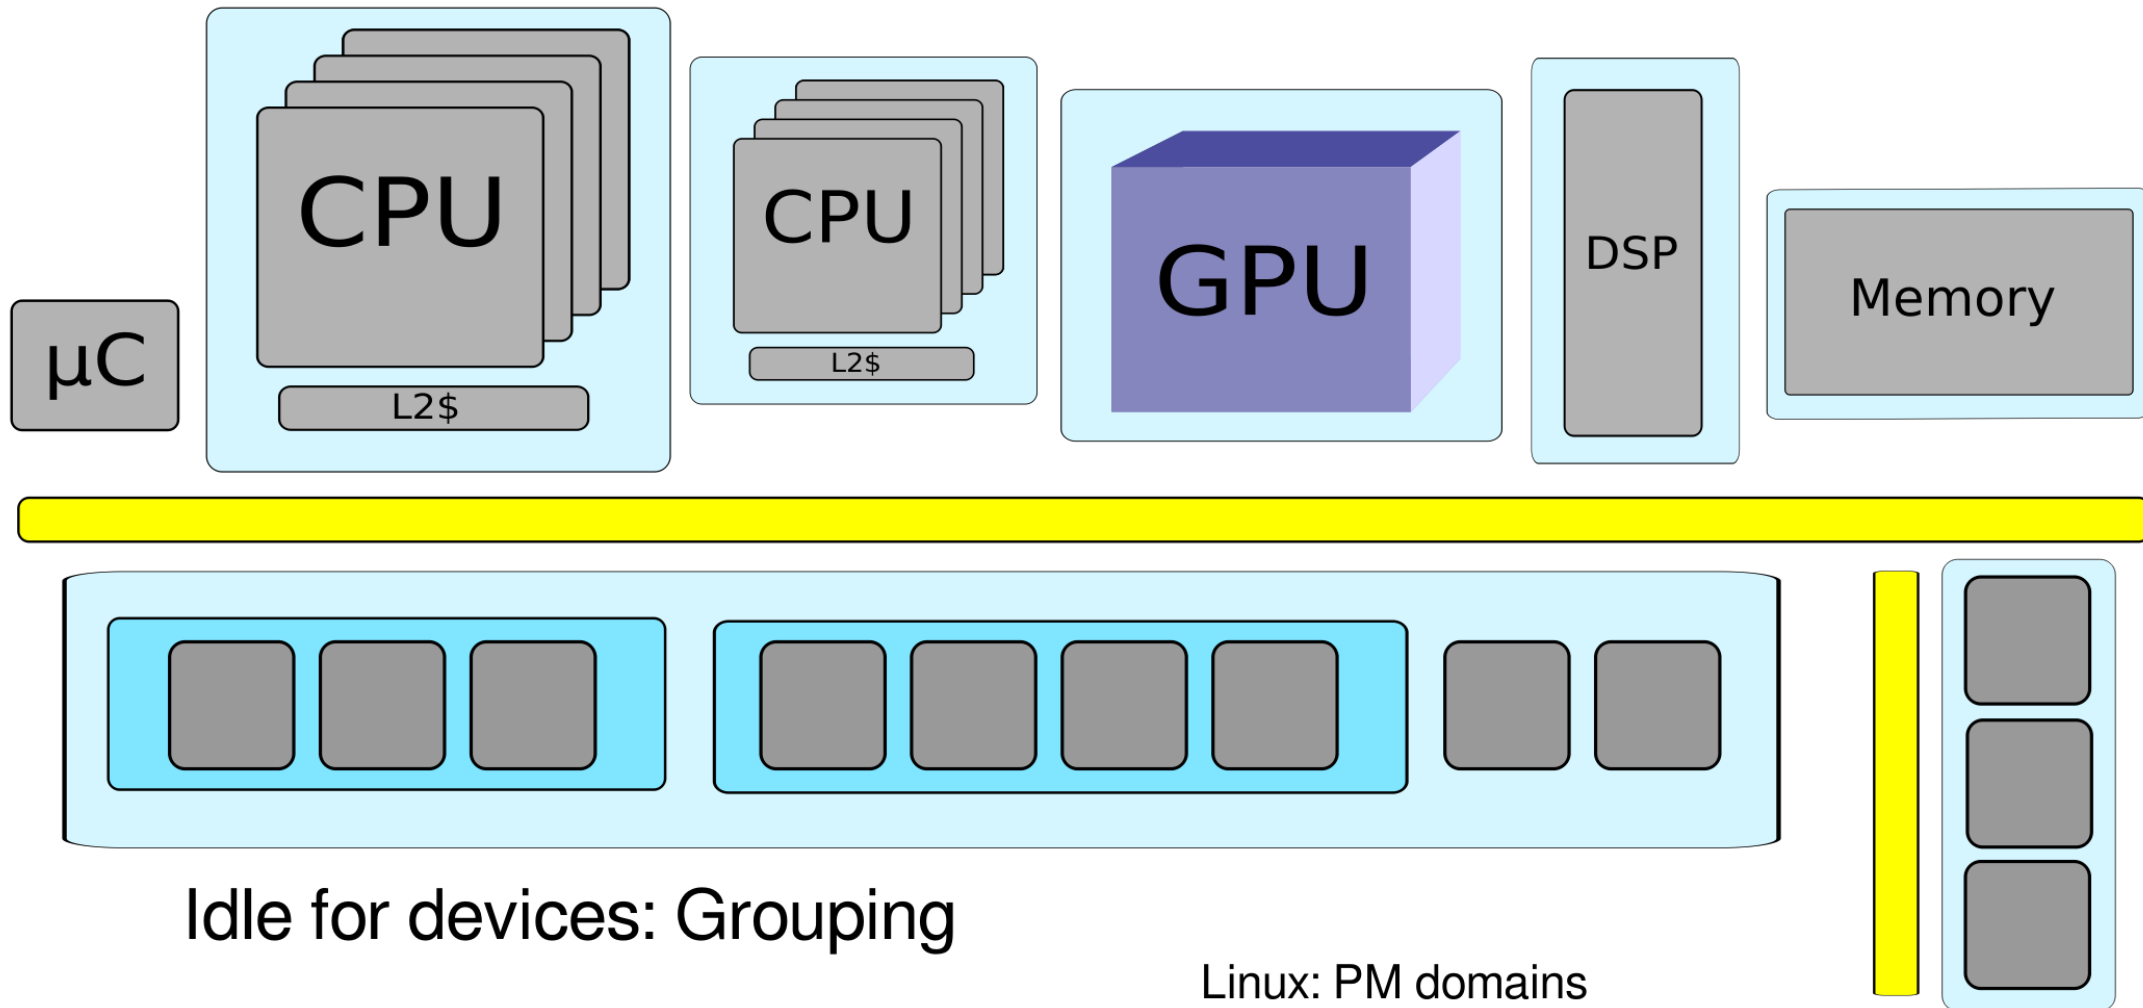 CPU
CPU
GPU
DSP
Memory
µC
L2$
L2$
Idle for devices: Grouping
Linux: PM domains